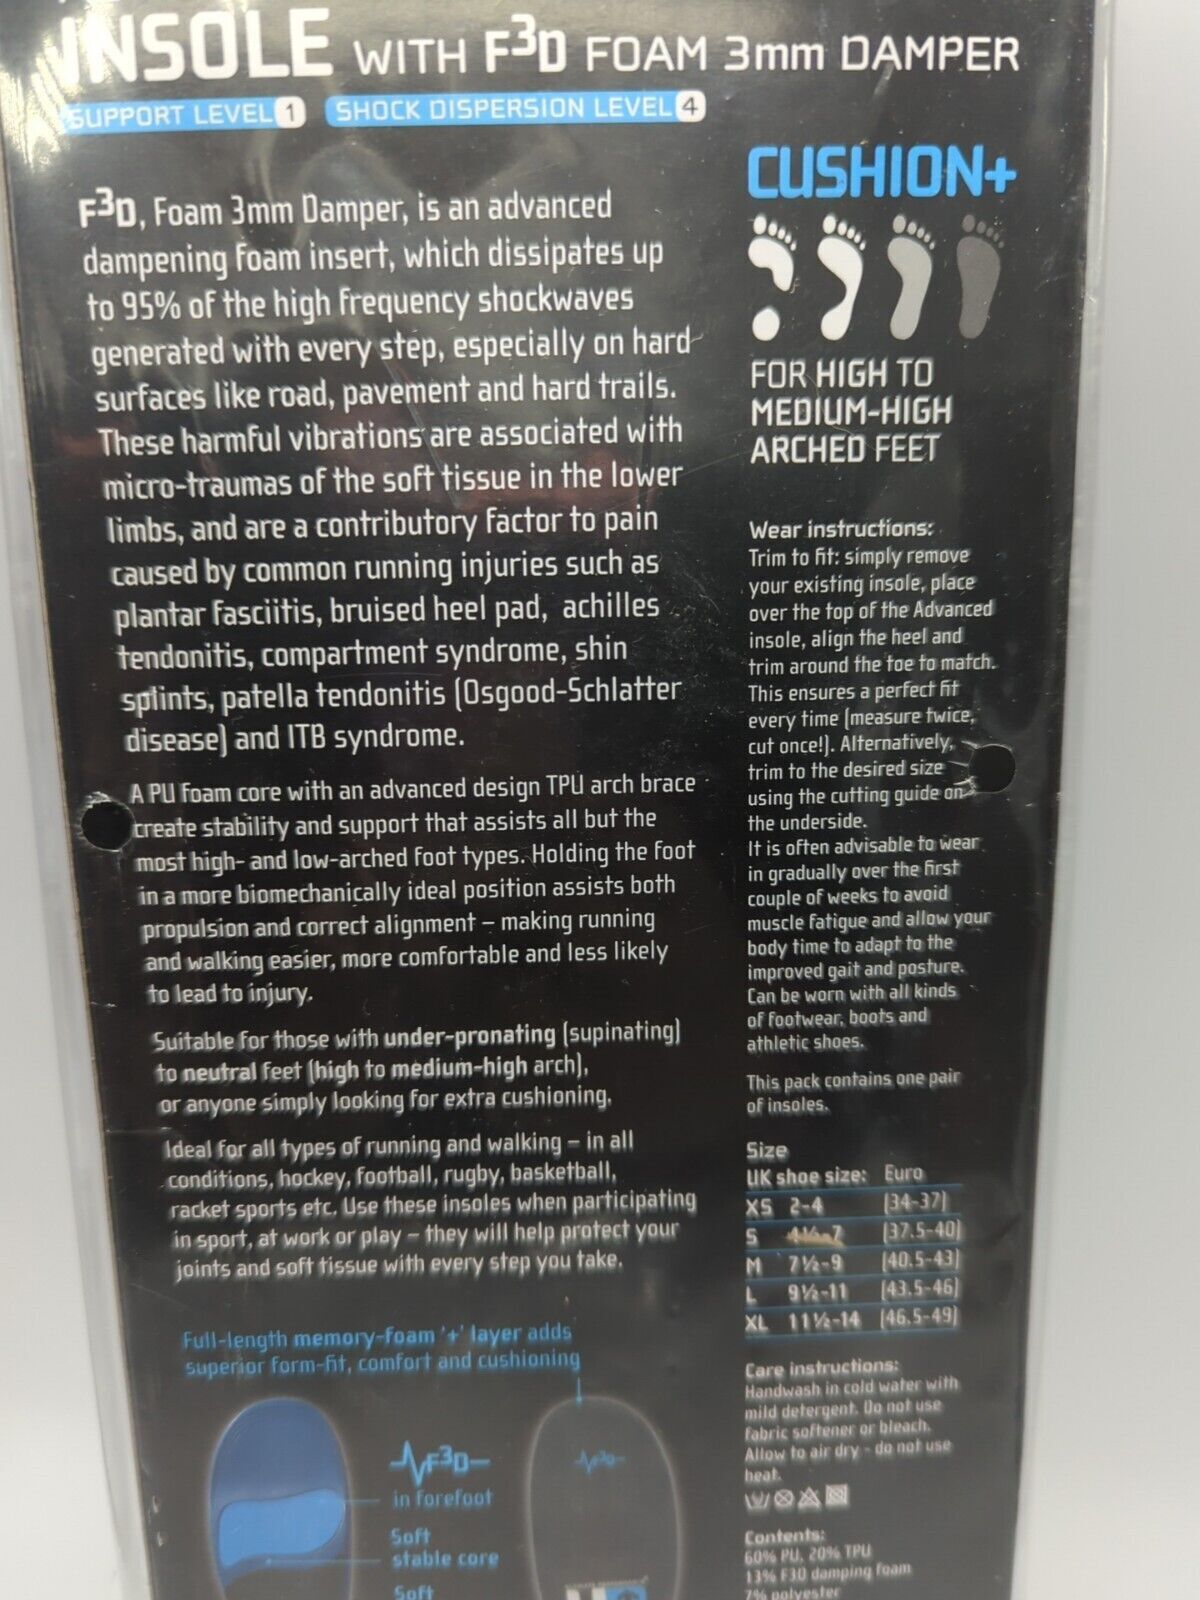 INSOLE WITH F3D FOAM 3mm DAMPER
SUPPORT LEVEL 1 SHOCK DISPERSION LEVEL 4
F3D, Foam 3mm Damper, is an advanced
dampening foam insert, which dissipates up
to 95% of the high frequency shockwaves
generated with every step, especially on hard
surfaces like road, pavement and hard trails.
These harmful vibrations are associated with
micro-traumas of the soft tissue in the lower
limbs, and are a contributory factor to pain
caused by common running injuries such as
plantar fasciitis, bruised heel pad, achilles
tendonitis, compartment syndrome, shin
splints, patella tendonitis (Osgood-Schlatter
disease) and ITB syndrome.
A PU foam core with an advanced design TPU arch brace
create stability and support that assists all but the
most high- and low-arched foot types. Holding the foot
in a more biomechanically ideal position assists both
propulsion and correct alignment – making running
and walking easier, more comfortable and less likely
to lead to injury.
Suitable for those with under-pronating (supinating)
to neutral feet (high to medium-high arch),
or anyone simply looking for extra cushioning.
Ideal for all types of running and walking – in all
conditions, hockey, football, rugby, basketball,
racket sports etc. Use these insoles when participating
in sport, at work or play – they will help protect your
joints and soft tissue with every step you take.
Full-length memory-foam '+' layer adds
superior form-fit, comfort and cushioning
F3D
in forefoot
Soft
stable core
Soft
F3D
CUSHION+
FOR HIGH TO
MEDIUM-HIGH
ARCHED FEET
Wear instructions:
Trim to fit: simply remove
your existing insole, place
over the top of the Advanced
insole, align the heel and
trim around the toe to match.
This ensures a perfect fit
every time (measure twice,
cut once!). Alternatively,
trim to the desired size
using the cutting guide on
the underside.
It is often advisable to wear
in gradually over the first
couple of weeks to avoid
muscle fatigue and allow your
body time to adapt to the
improved gait and posture.
Can be worn with all kinds
of footwear, boots and
athletic shoes.
This pack contains one pair
of insoles.
Size
UK shoe size: Euro
XS 2-4 (34-37)
S (37.5-40)
M 7½-9 (40.5-43)
L 9½-11 (43.5-46)
XL 11½-14 (46.5-49)
Care instructions:
Handwash in cold water with
mild detergent. Do not use
fabric softener or bleach.
Allow to air dry - do not use
heat.
Contents:
60% PU, 20% TPU
13% F3D damping foam
7% polyester